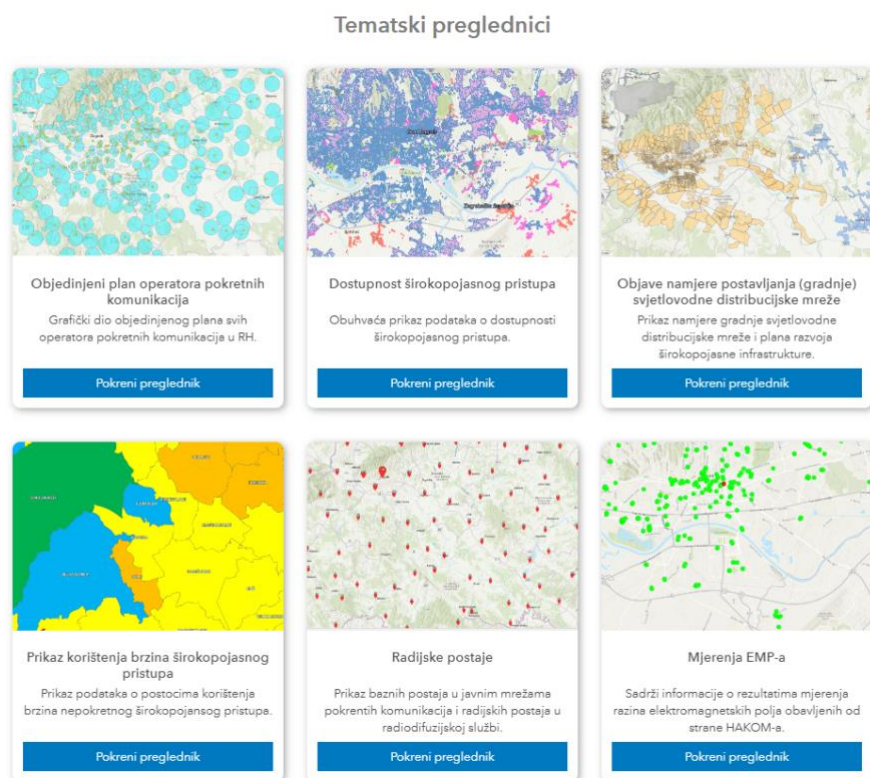 Tematski preglednici
Objedinjeni plan operatora pokretnih
komunikacija
Grafički dio objedinjenog plana svih
operatora pokretnih komunikacija u RH.
Pokreni preglednik
Dostupnost širokopojasnog pristupa
Obuhvaća prikaz podataka o dostupnosti
širokopojasnog pristupa.
Pokreni preglednik
Objave namjere postavljanja (gradnje)
svjetlovodne distribucijske mreže
Prikaz namjere gradnje svjetlovodne
distribucijske mreže i plana razvoja
širokopojasne infrastrukture.
Pokreni preglednik
Prikaz korištenja brzina širokopojasnog
pristupa
Prikaz podataka o postocima korištenja
brzina nepokretnog širokopojansog pristupa.
Pokreni preglednik
Radijske postaje
Prikaz baznih postaja u javnim mrežama
pokrentih komunikacija i radijskih postaja u
radiodifuzijskoj službi.
Pokreni preglednik
Mjerenja EMP-a
Sadrži informacije o rezultatima mjerenja
razina elektromagnetskih polja obavljenih od
strane HAKOM-a.
Pokreni preglednik